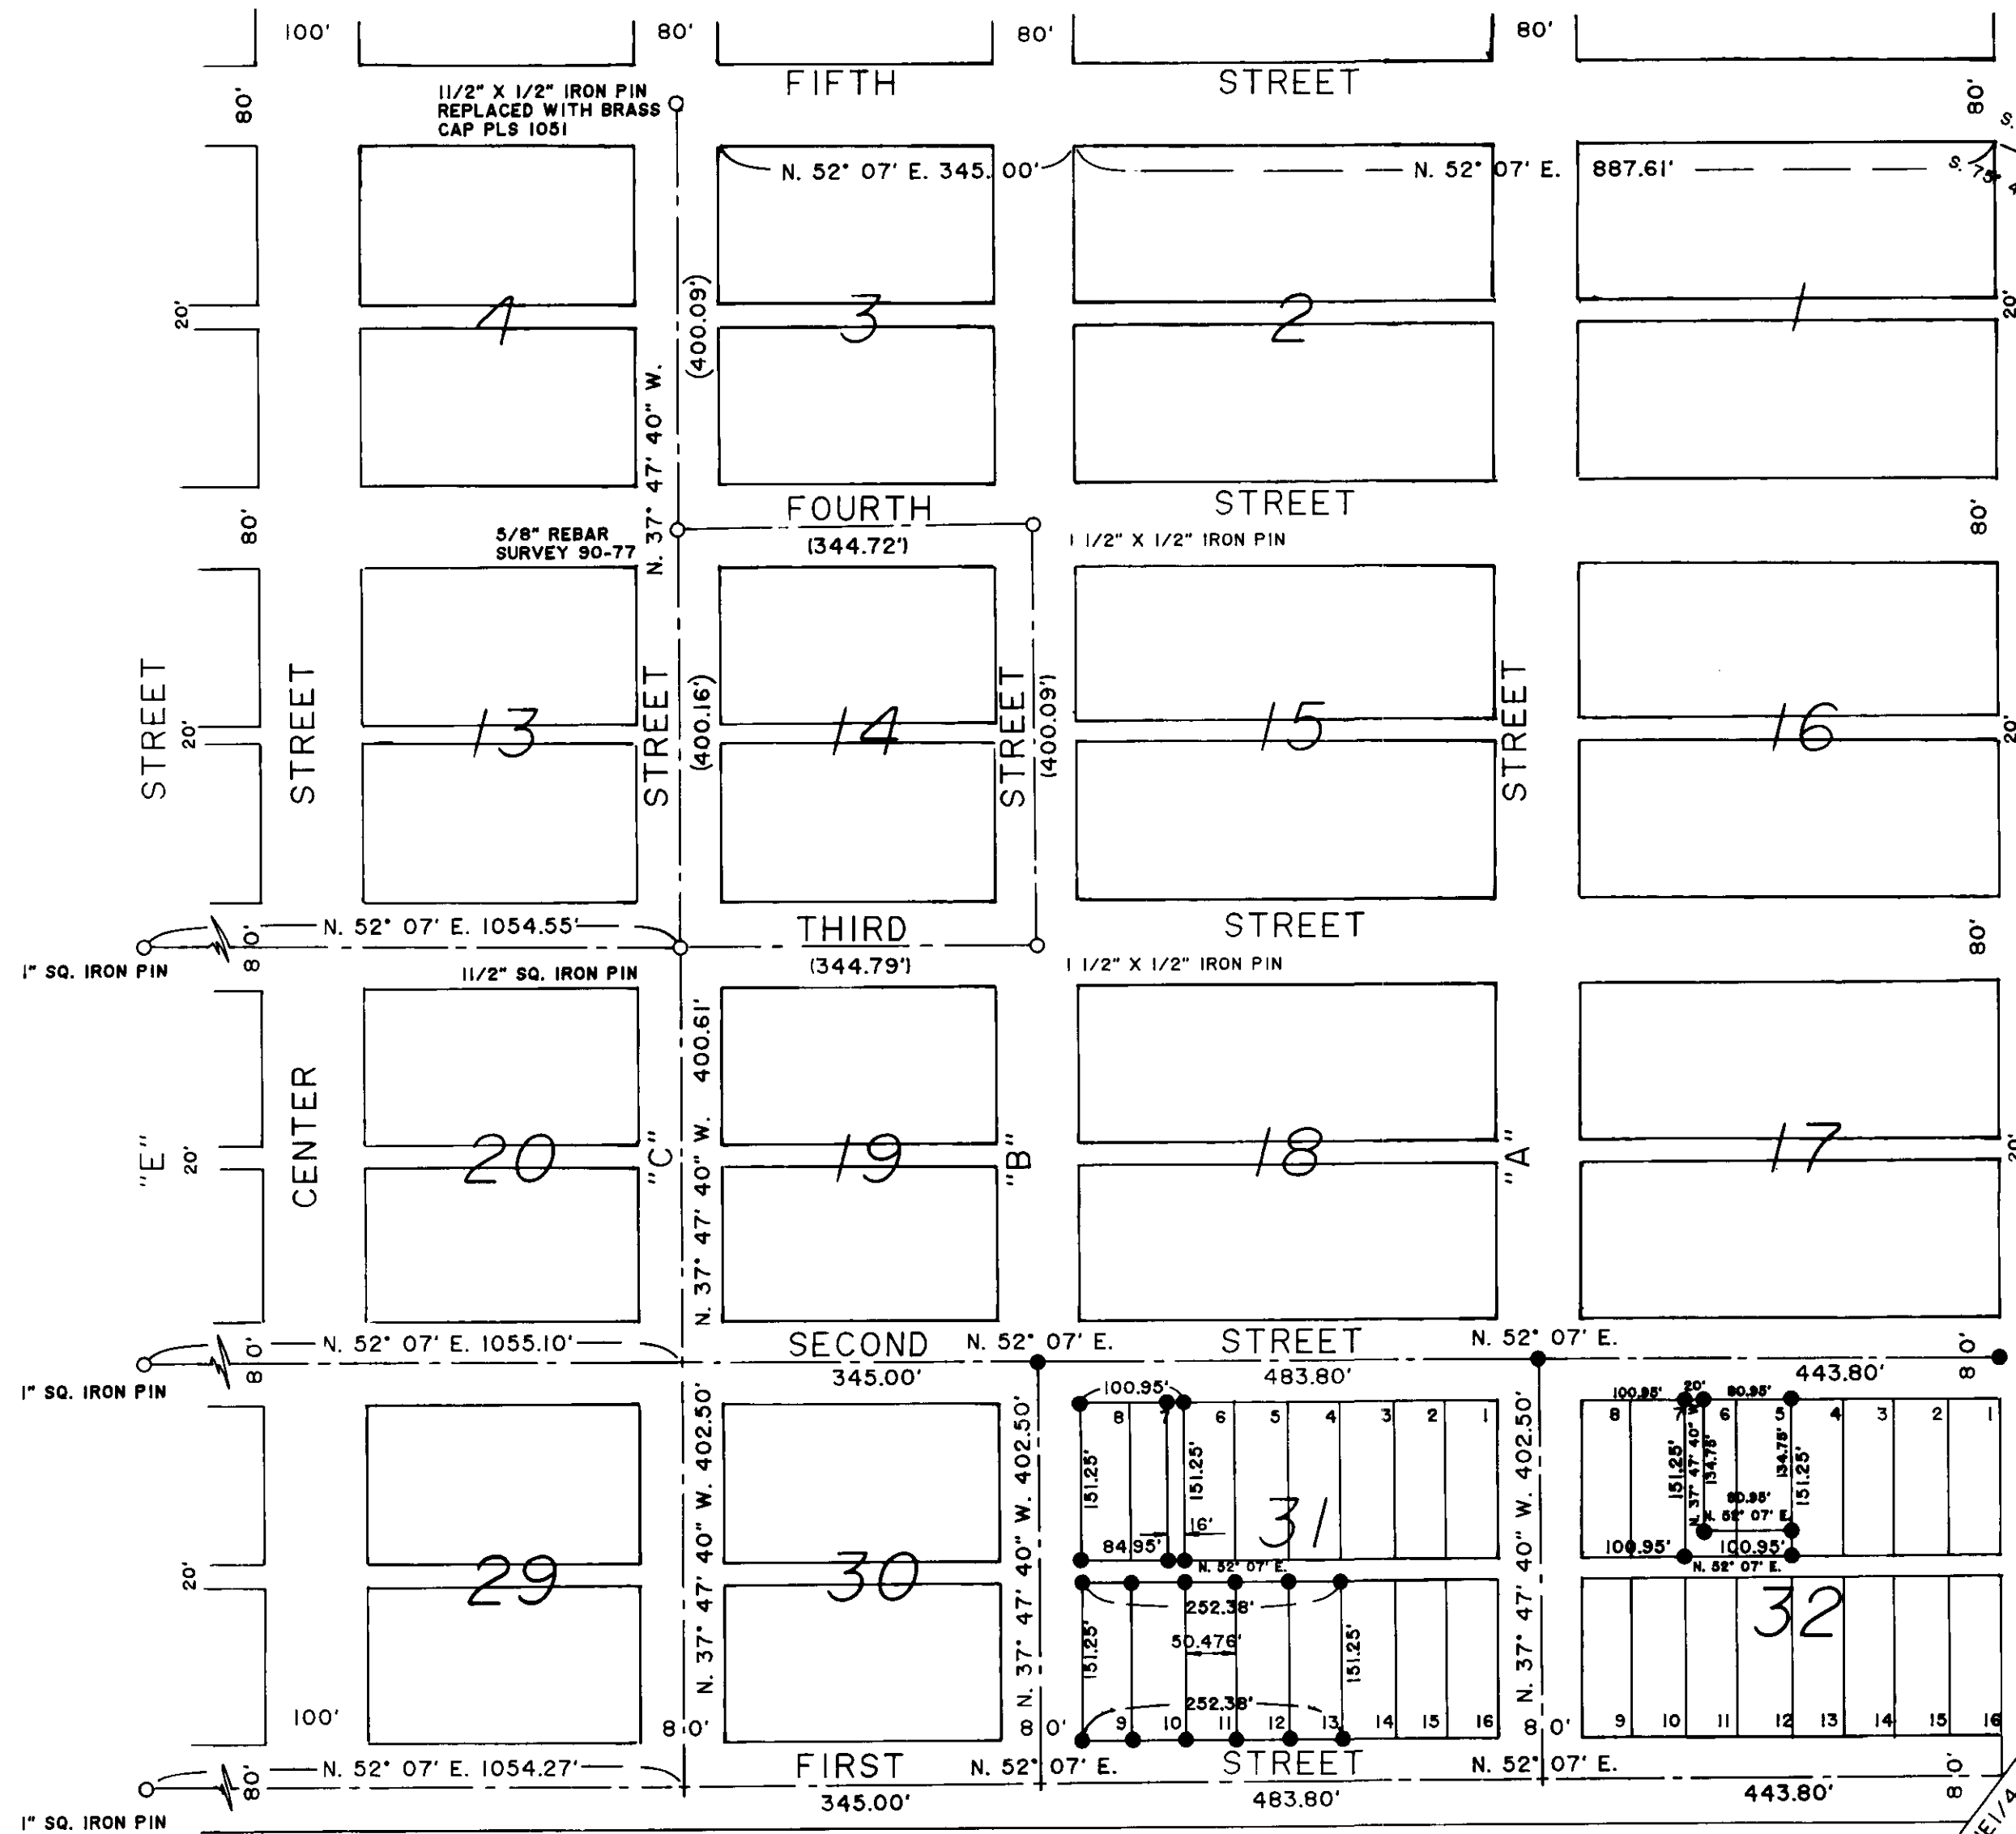 100'
80'
80'
80'
FIFTH STREET
80'
80'
11/2" X 1/2" IRON PIN
REPLACED WITH BRASS
CAP PLS 1051
N. 52° 07' E. 345.00'
N. 52° 07' E. 887.61'
S.
S. 75° 4
20'
4
3
2
1
20'
(400.09')
N. 37° 47' 40" W.
80'
FOURTH STREET
80'
5/8" REBAR
SURVEY 90-77
(344.72')
1 1/2" X 1/2" IRON PIN
STREET
STREET
STREET
STREET
STREET
20'
13
14
15
16
20'
(400.16')
(400.09')
N. 52° 07' E. 1054.55'
THIRD STREET
80'
80'
1" SQ. IRON PIN
11/2" SQ. IRON PIN
(344.79')
1 1/2" X 1/2" IRON PIN
N. 37° 47' 40" W. 400.61'
"E"
20'
CENTER
20
"C"
19
"B"
18
"A"
17
20'
N. 52° 07' E. 1055.10'
SECOND STREET
N. 52° 07' E.
N. 52° 07' E.
80'
80'
1" SQ. IRON PIN
345.00'
483.80'
443.80'
100.95'
100.95'
20'
80.95'
8 7 6 5 4 3 2 1
8 7 6 5 4 3 2 1
N. 37° 47' 40" W. 402.50'
N. 37° 47' 40" W. 402.50'
N. 37° 47' 40" W. 402.50'
151.25'
151.25'
151.25'
N. 37° 47' 40" W.
134.75'
134.75'
151.25'
31
16'
80.95'
N. 52° 07' E.
84.95'
N. 52° 07' E.
100.95'
100.95'
N. 52° 07' E.
20'
29
30
32
252.38'
50.476'
151.25'
151.25'
252.38'
100'
80'
80'
9 10 11 12 13 14 15 16
80'
9 10 11 12 13 14 15 16
N. 52° 07' E. 1054.27'
FIRST STREET
N. 52° 07' E.
N. 52° 07' E.
80'
80'
345.00'
483.80'
443.80'
1" SQ. IRON PIN
E1/4